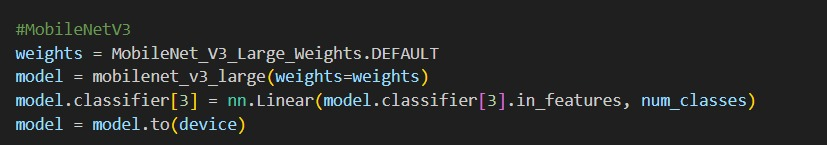 #MobileNetV3
weights = MobileNet_V3_Large_Weights.DEFAULT
model = mobilenet_v3_large(weights=weights)
model.classifier[3] = nn.Linear(model.classifier[3].in_features, num_classes)
model = model.to(device)